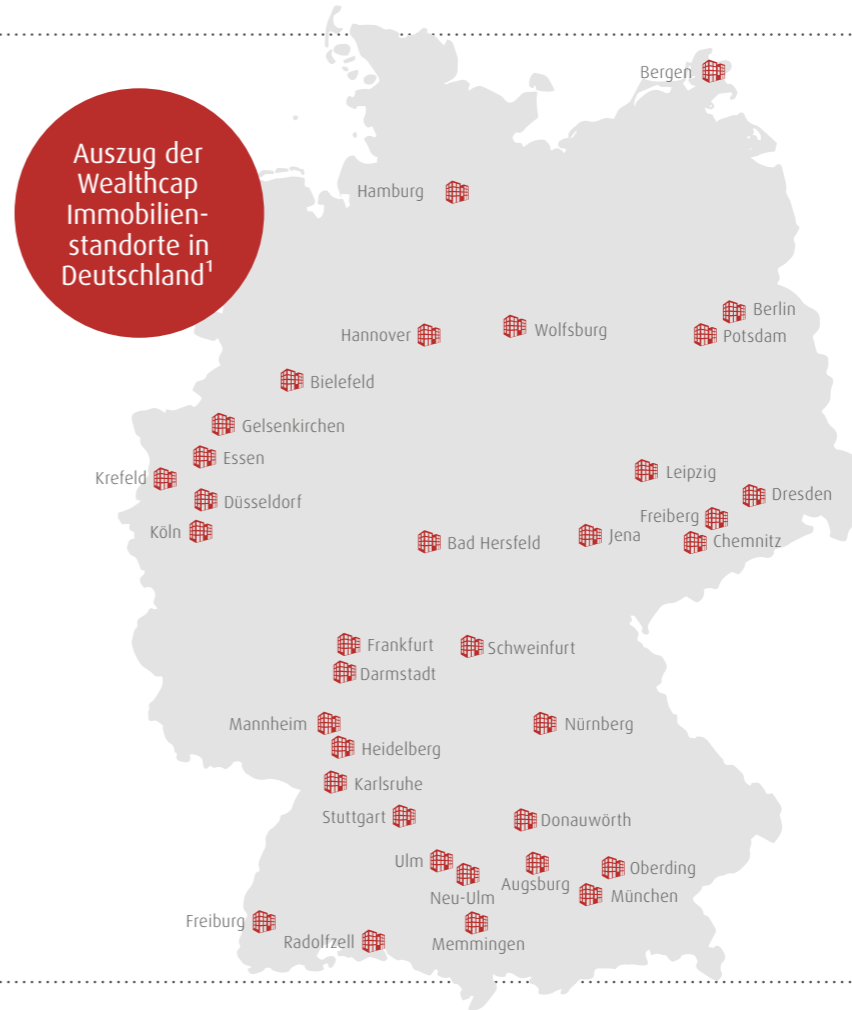 Auszug der
Wealthcap
Immobilien-
standorte in
Deutschland¹
Bergen
Hamburg
Berlin
Hannover
Wolfsburg
Potsdam
Bielefeld
Gelsenkirchen
Essen
Krefeld
Leipzig
Düsseldorf
Dresden
Freiberg
Köln
Bad Hersfeld
Jena
Chemnitz
Frankfurt
Schweinfurt
Darmstadt
Mannheim
Nürnberg
Heidelberg
Karlsruhe
Stuttgart
Donauwörth
Ulm
Oberding
Augsburg
Neu-Ulm
München
Freiburg
Radolfzell
Memmingen